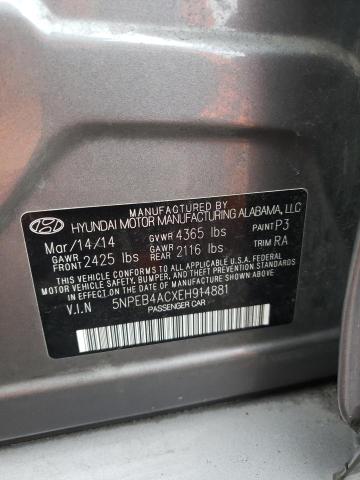 MANUFACTURED BY
HYUNDAI MOTOR MANUFACTURING ALABAMA, LLC
Mar/14/14 GVWR 4365 lbs PAINT P3
GAWR FRONT 2425 lbs GAWR REAR 2116 lbs TRIM RA
THIS VEHICLE CONFORMS TO ALL APPLICABLE U.S. FEDERAL
MOTOR VEHICLE SAFETY, BUMPER, AND THEFT PREVENTION
STANDARDS IN EFFECT ON THE DATE OF MANUFACTURE SHOWN ABOVE.
V.I.N 5NPEB4ACXEH914881
PASSENGER CAR